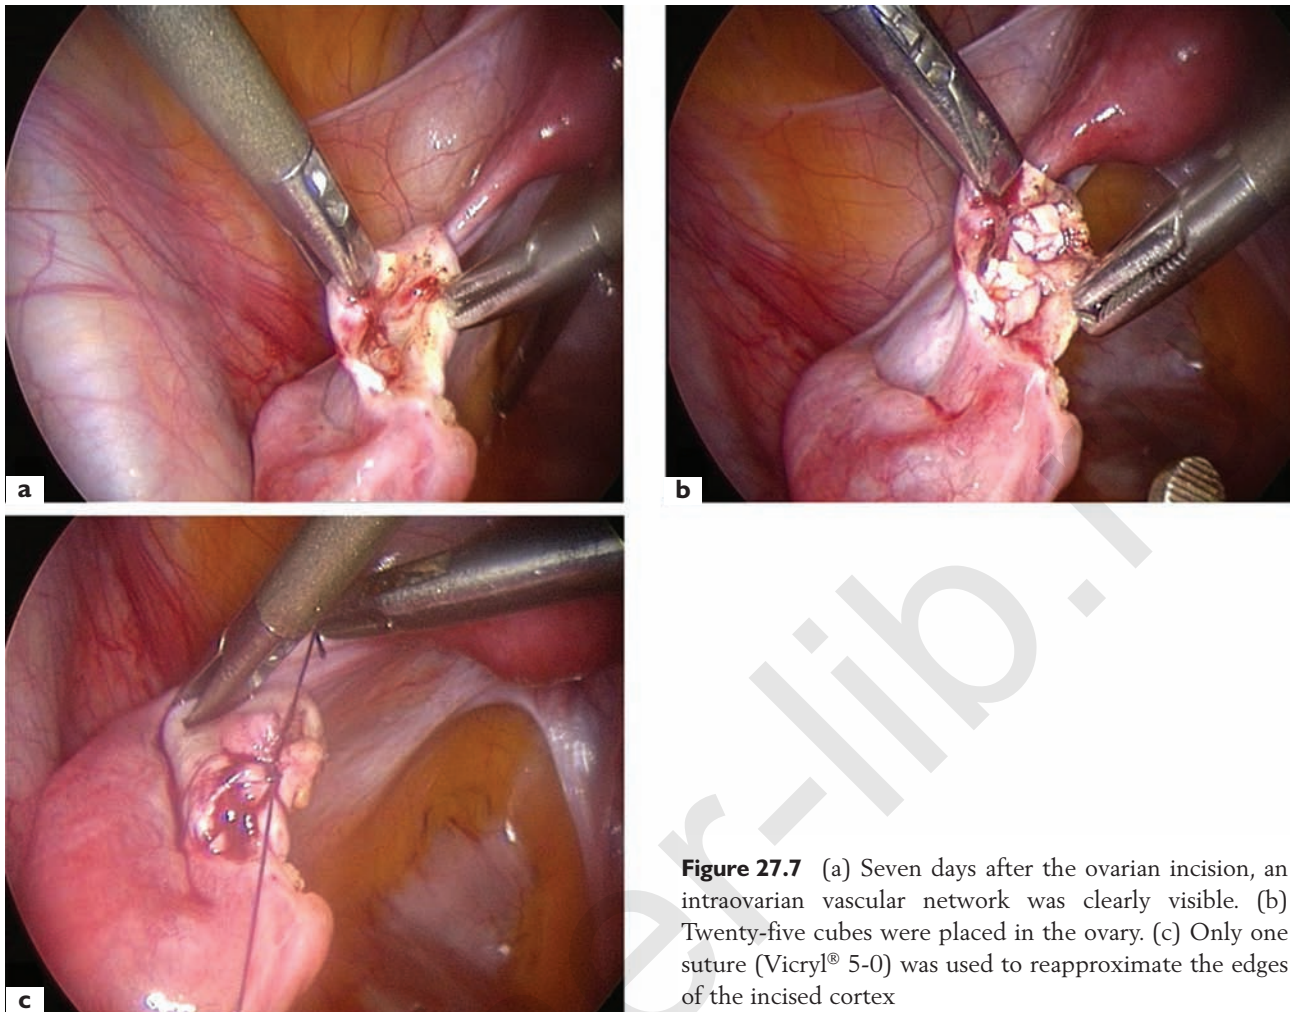 a
b
c
er-lib.r
Figure 27.7 (a) Seven days after the ovarian incision, an
intraovarian vascular network was clearly visible. (b)
Twenty-five cubes were placed in the ovary. (c) Only one
suture (Vicryl® 5-0) was used to reapproximate the edges
of the incised cortex